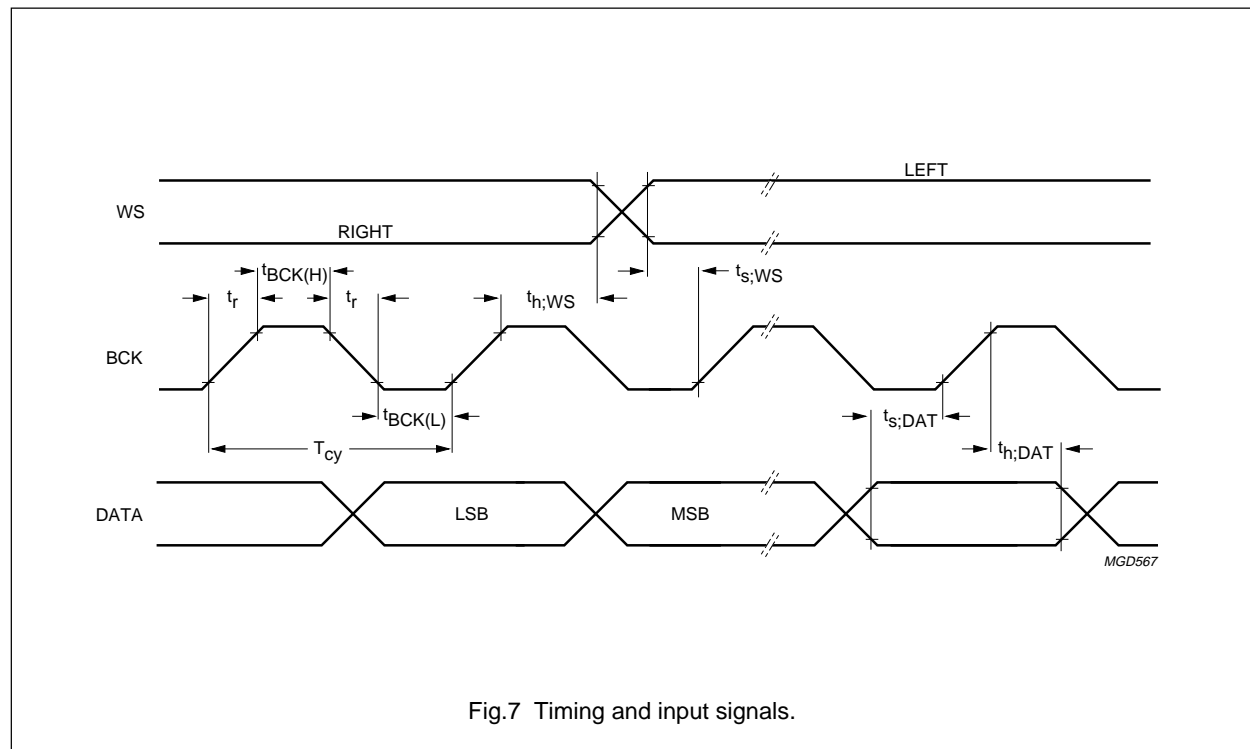 LEFT
WS
RIGHT
tBCK(H)
ts;WS
tr
tr
th;WS
BCK
tBCK(L)
ts;DAT
Tcy
th;DAT
DATA
LSB
MSB
MGD567
Fig.7 Timing and input signals.